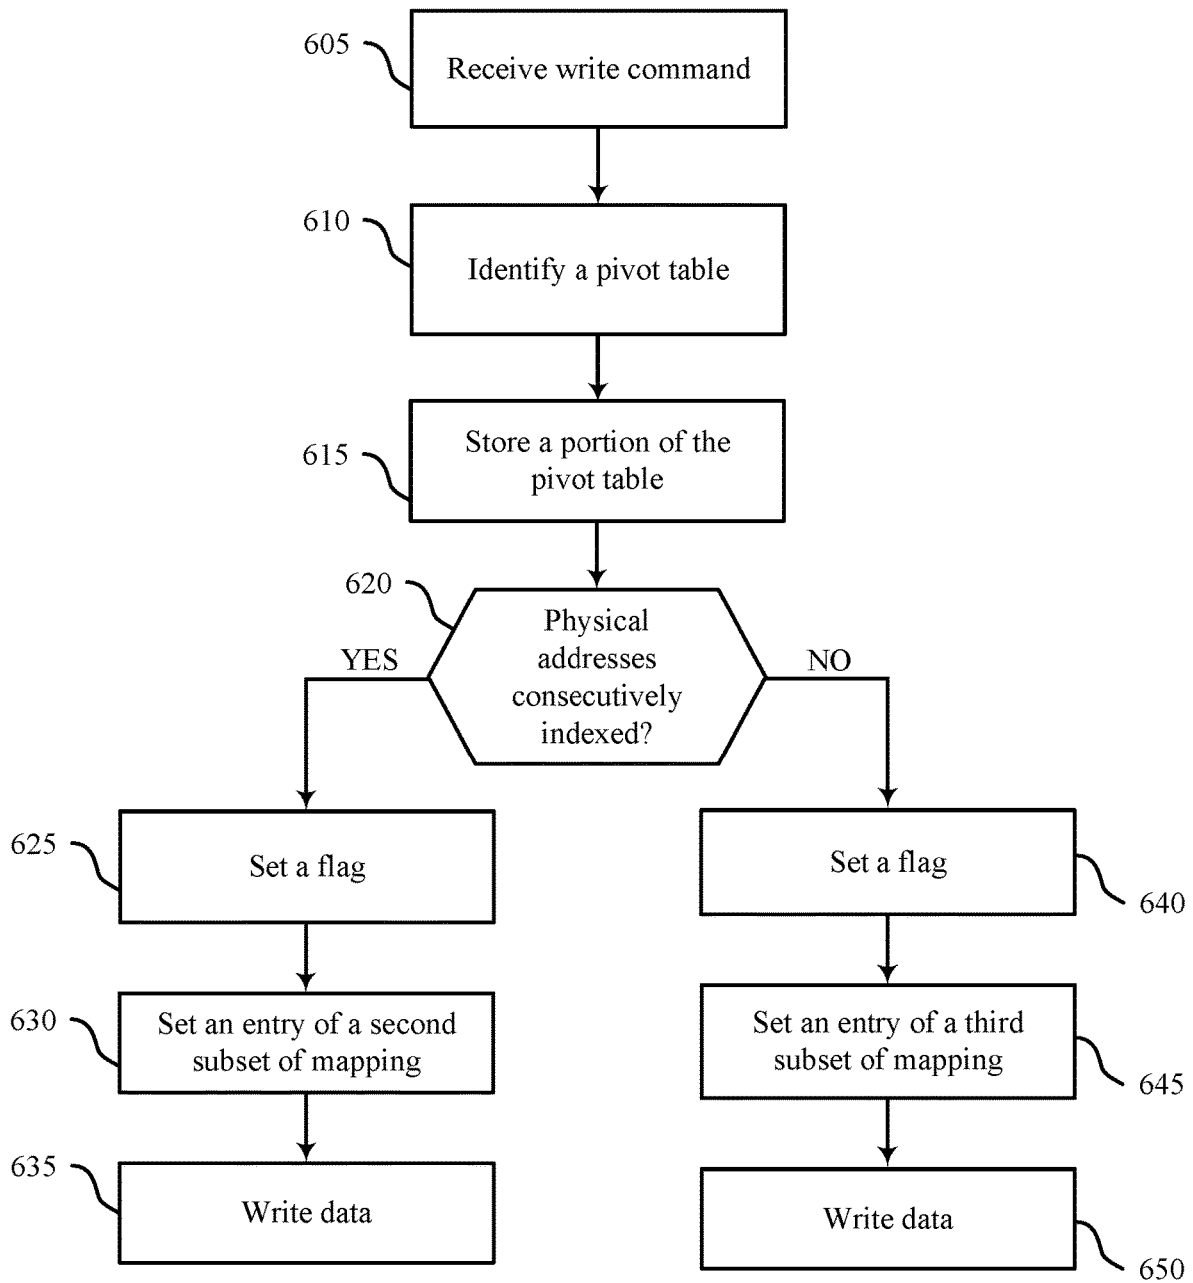 605
Receive write command
610
Identify a pivot table
615
Store a portion of the
pivot table
620
Physical
addresses
consecutively
indexed?
YES
NO
625
Set a flag
630
Set an entry of a second
subset of mapping
635
Write data
Set a flag
640
Set an entry of a third
subset of mapping
645
Write data
650